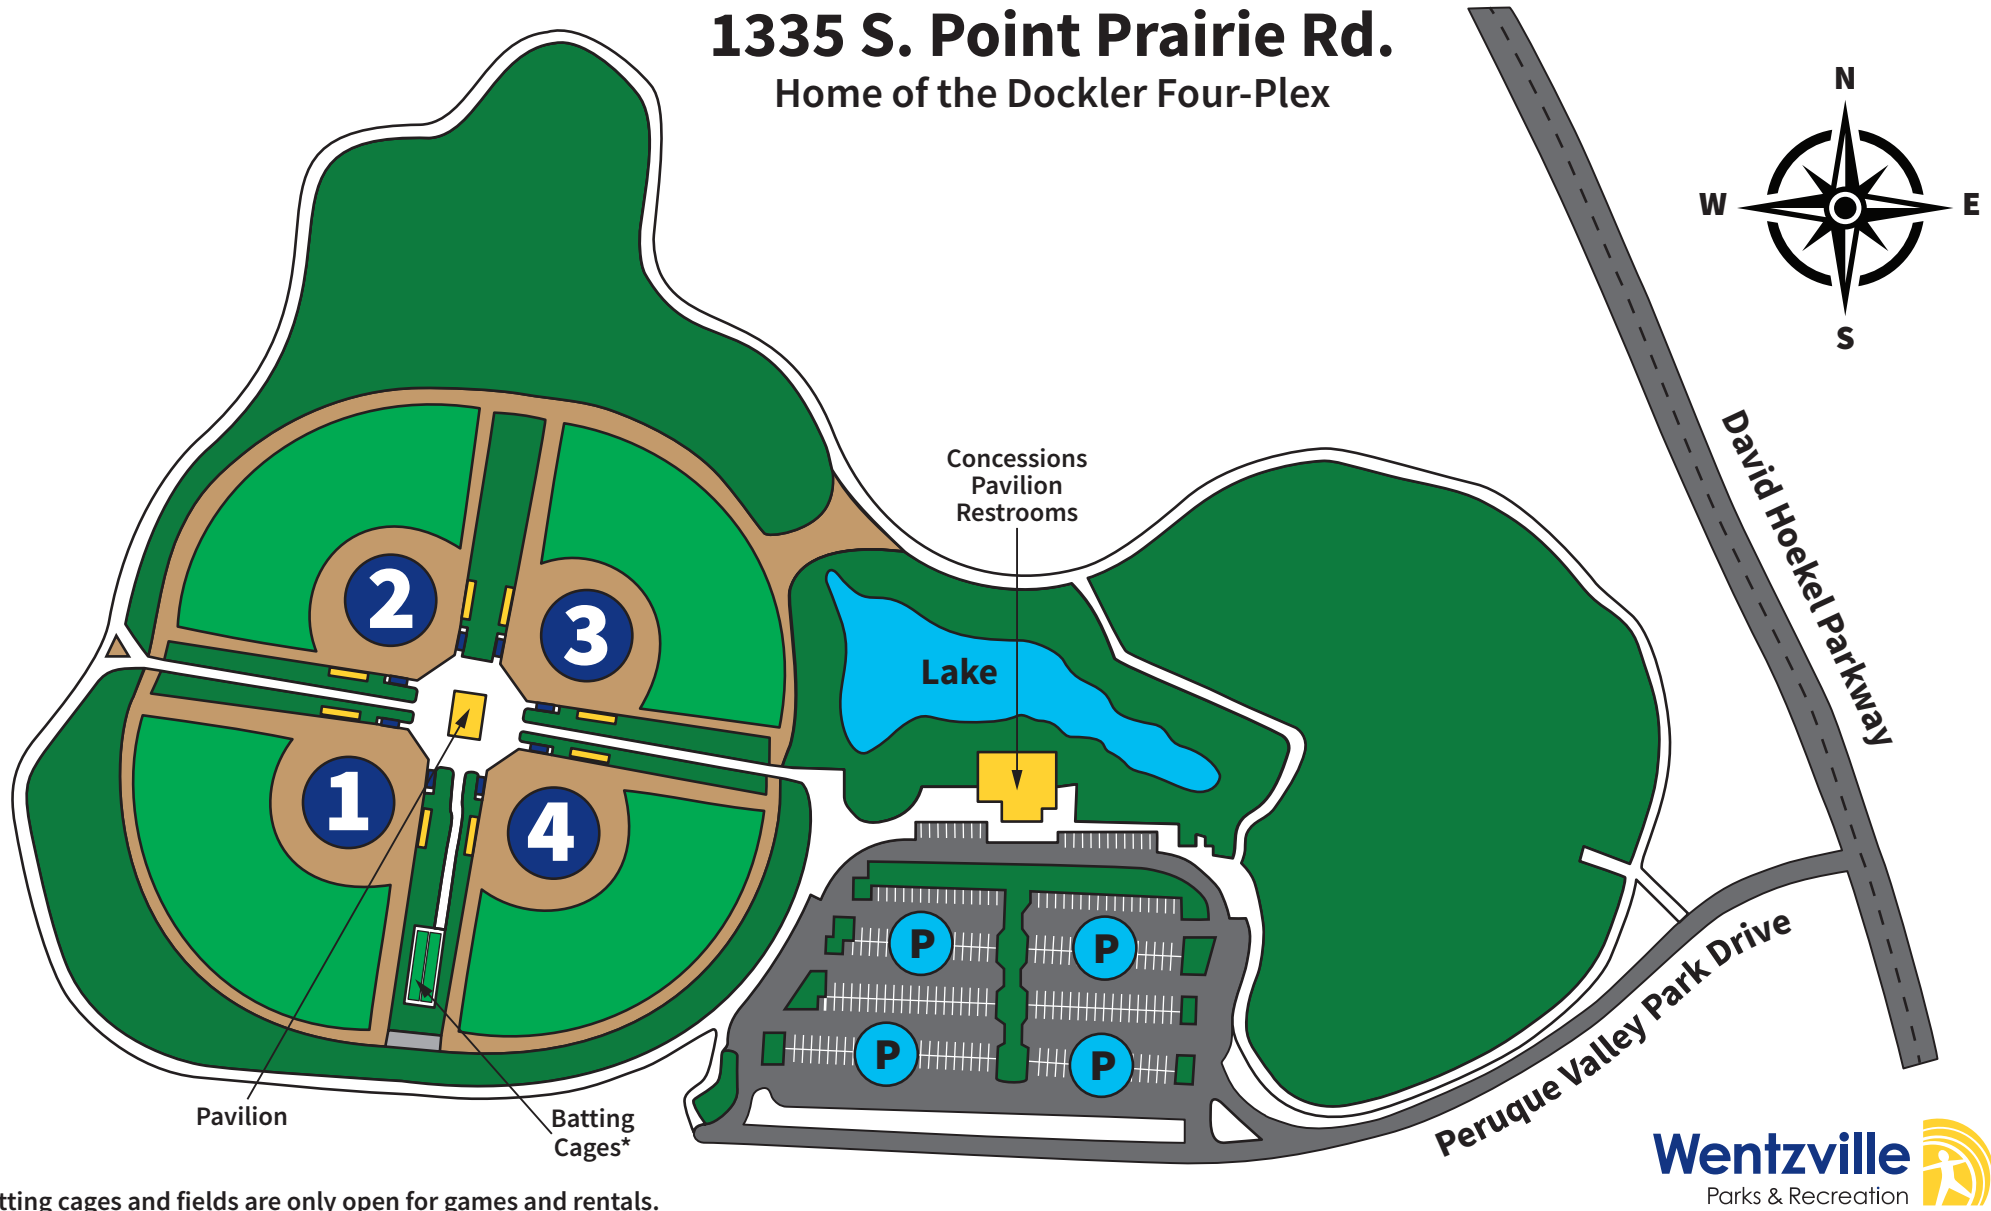 1335 S. Point Prairie Rd.
Home of the Dockler Four-Plex
N
W
E
S
David Hoekel Parkway
Concessions
Pavilion
Restrooms
2
3
Lake
1
4
P
P
P
P
Peruque Valley Park Drive
Pavilion
Batting
Cages*
cages and fields are only open for games and rentals.
Wentzville
Parks & Recreation